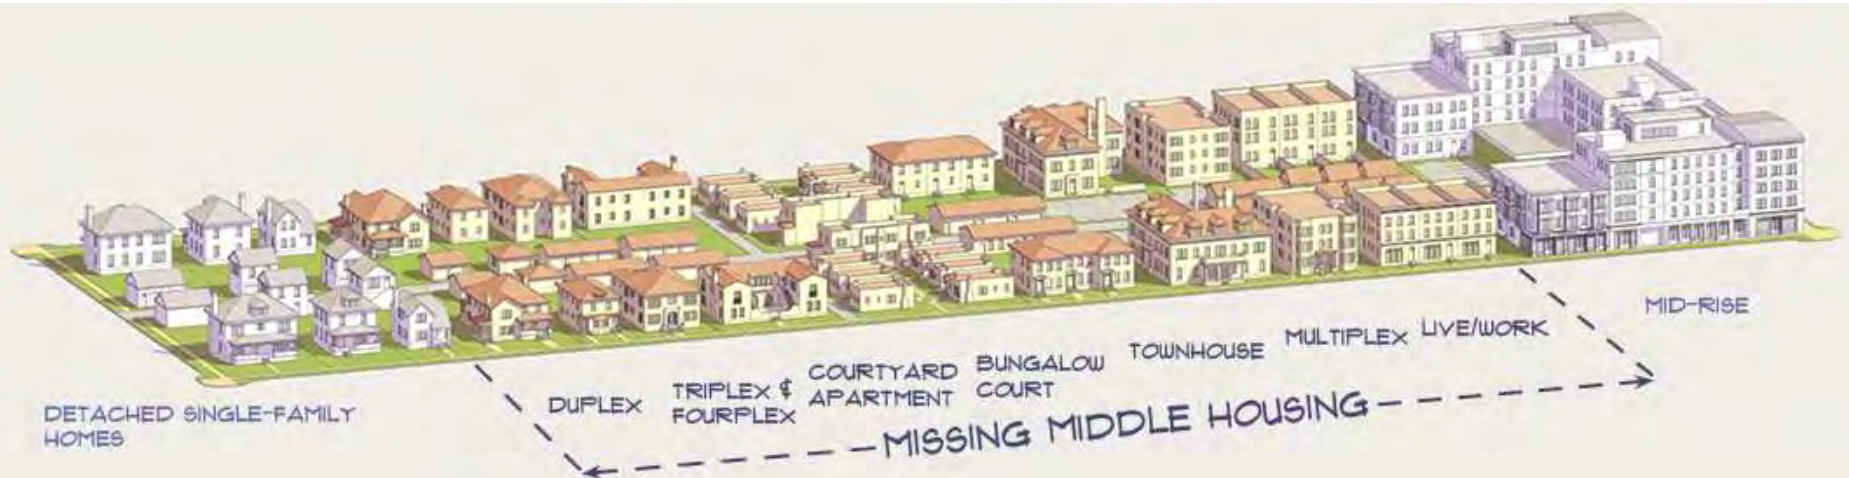 DETACHED SINGLE-FAMILY
HOMES
DUPLEX
TRIPLEX &
FOURPLEX
COURTYARD
APARTMENT
BUNGALOW
COURT
TOWNHOUSE
MULTIPLEX
LIVE/WORK
MID-RISE
MISSING MIDDLE HOUSING